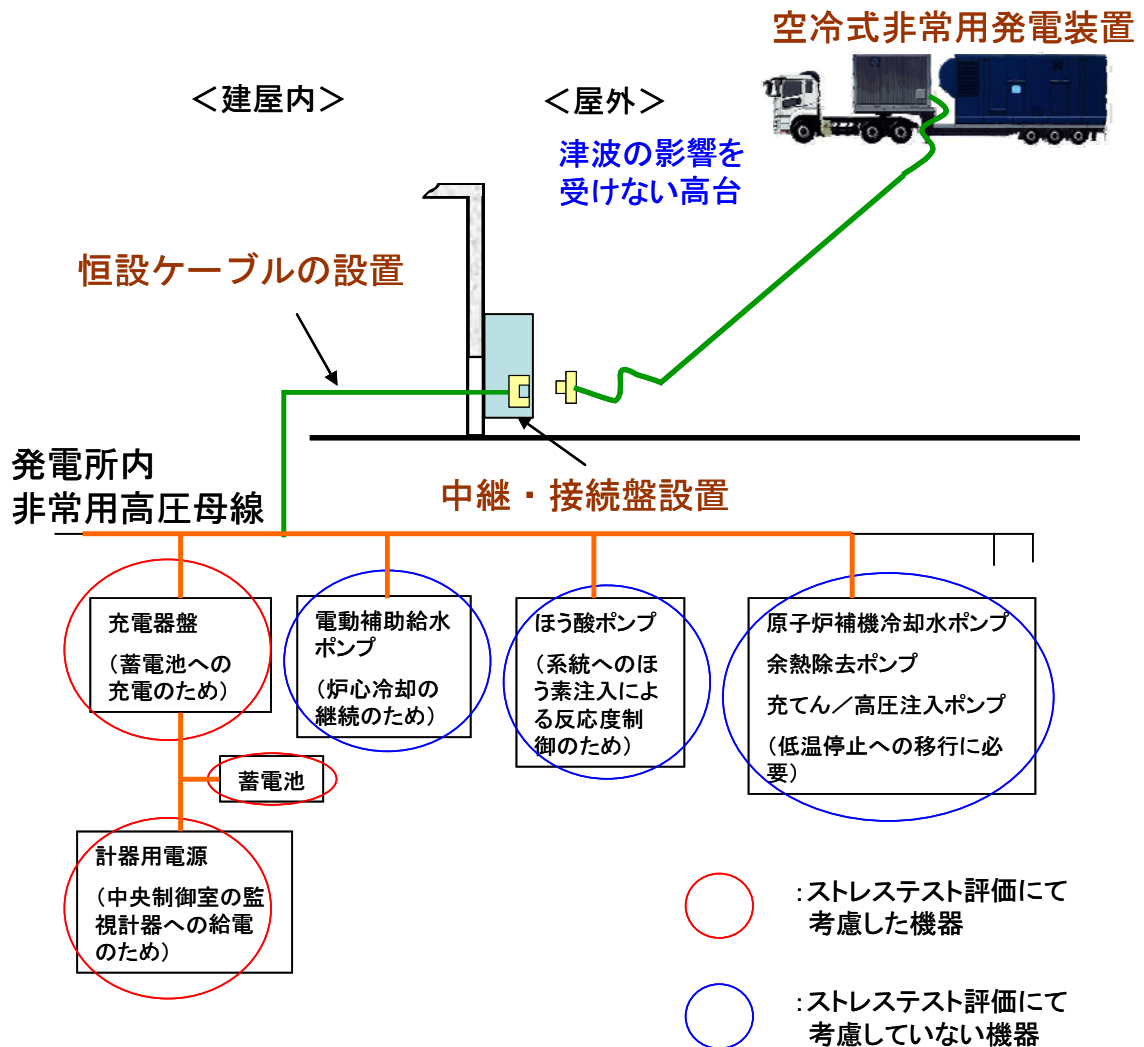 空冷式非常用発電装置
＜建屋内＞
＜屋外＞
津波の影響を
受けない高台
恒設ケーブルの設置
発電所内
非常用高圧母線
中継・接続盤設置
充電器盤
（蓄電池への
充電のため）
電動補助給水
ポンプ
（炉心冷却の
継続のため）
ほう酸ポンプ
（系統へのほ
う素注入によ
る反応度制
御のため）
原子炉補機冷却水ポンプ
余熱除去ポンプ
充てん／高圧注入ポンプ
（低温停止への移行に必
要）
蓄電池
計器用電源
（中央制御室の監
視計器への給電
のため）
：ストレステスト評価にて
考慮した機器
：ストレステスト評価にて
考慮していない機器